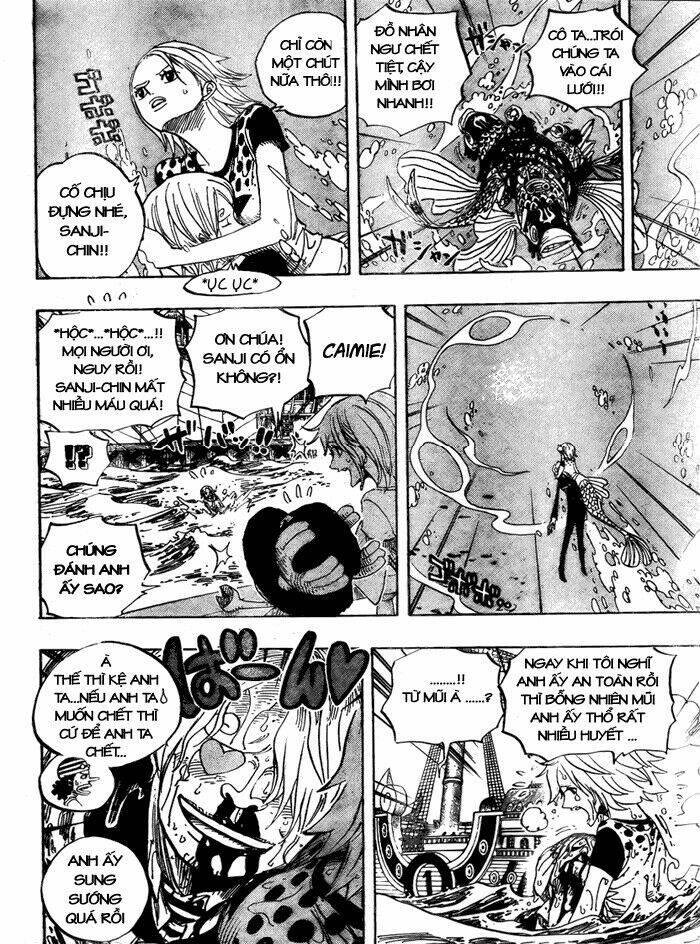 CÔ TA...TRÓI
CHÚNG TA
VÀO CÁI
LƯỚI!!
ĐỒ NHÂN
NGƯ CHẾT
TIỆT, CẬY
MÌNH BƠI
NHANH!!
CHỈ CÒN
MỘT CHÚT
NỮA THÔI!!
CỐ CHỊU
ĐỰNG NHÉ,
SANJI-
CHIN!!
*ỤC ỤC*
CAIMIE!
ƠN CHÚA!
SANJI CÓ ỔN
KHÔNG?!
*HỘC*...*HỘC*...!!
MỌI NGƯỜI ƠI,
NGUY RỒI!
SANJI-CHIN MẤT
NHIỀU MÁU QUÁ!
!?
CHÚNG
ĐÁNH ANH
ẤY SAO?
NGAY KHI TÔI NGHĨ
ANH ẤY AN TOÀN RỒI
THÌ BỖNG NHIÊN MŨI
ANH ẤY THỔ RẤT
NHIỀU HUYẾT ...
.........!!
TỪ MŨI À ......?
À
THẾ THÌ KỆ ANH
TA...NẾU ANH TA
MUỐN CHẾT THÌ
CỨ ĐỂ ANH TA
CHẾT...
ばーん
ANH ẤY
SUNG
SƯỚNG
QUÁ RỒI